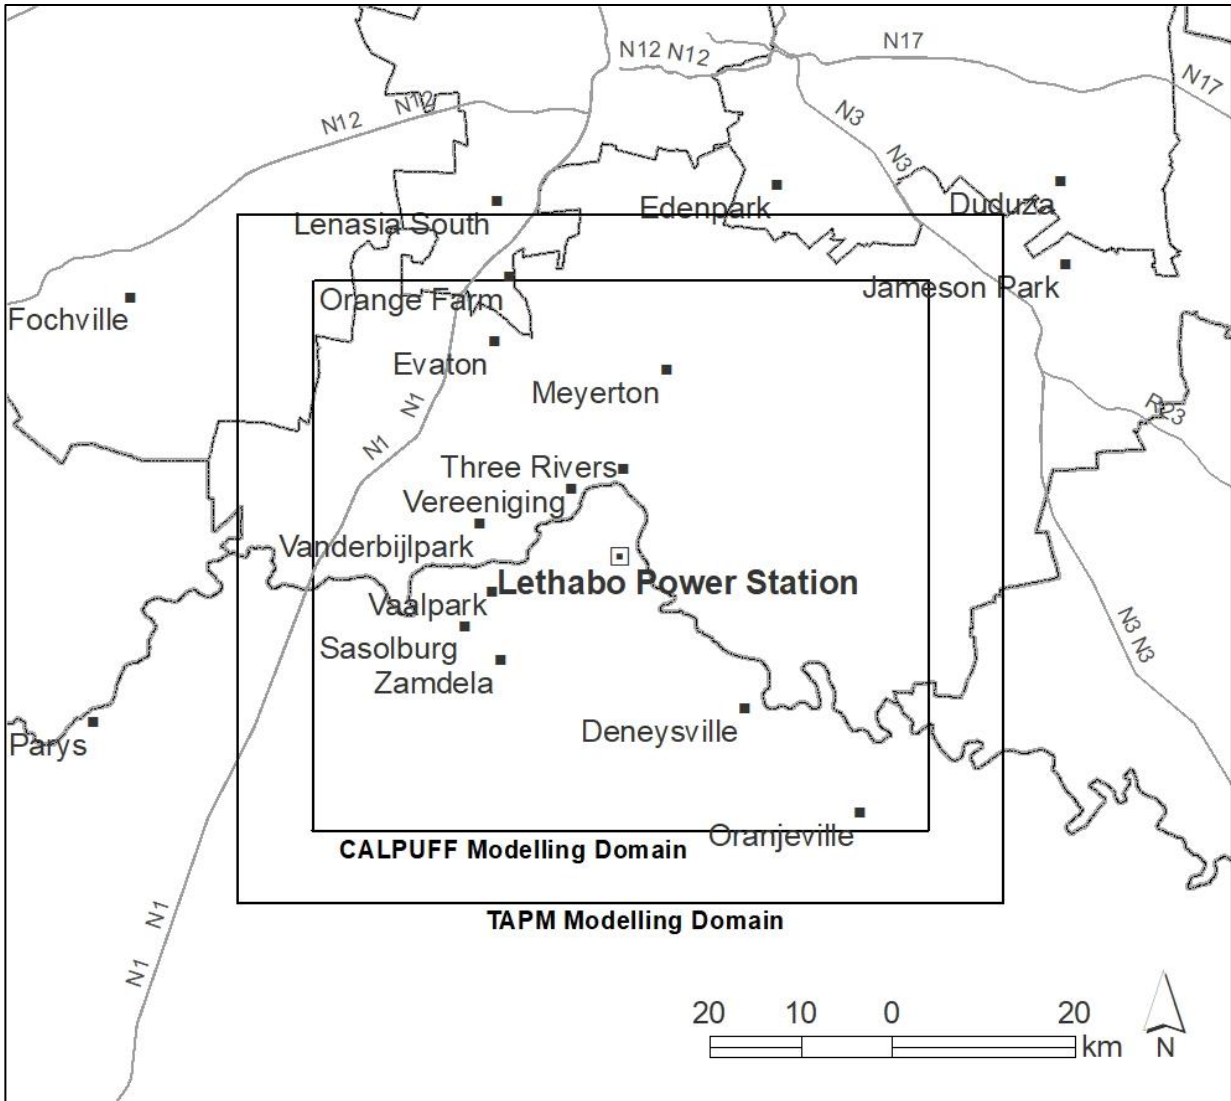 N12 N12
N17
N17
N12
N12
N3
N3
Lenasia South
Edenpark
Duduza
Fochville
Orange Farm
Jameson Park
Evaton
Meyerton
N1
N1
R23
Three Rivers
Vereeniging
Vanderbijlpark
Lethabo Power Station
Vaalpark
Sasolburg
Zamdela
N3 N3
Parys
Deneysville
Oranjeville
CALPUFF Modelling Domain
TAPM Modelling Domain
N1
N1
20 10 0 20
km
N